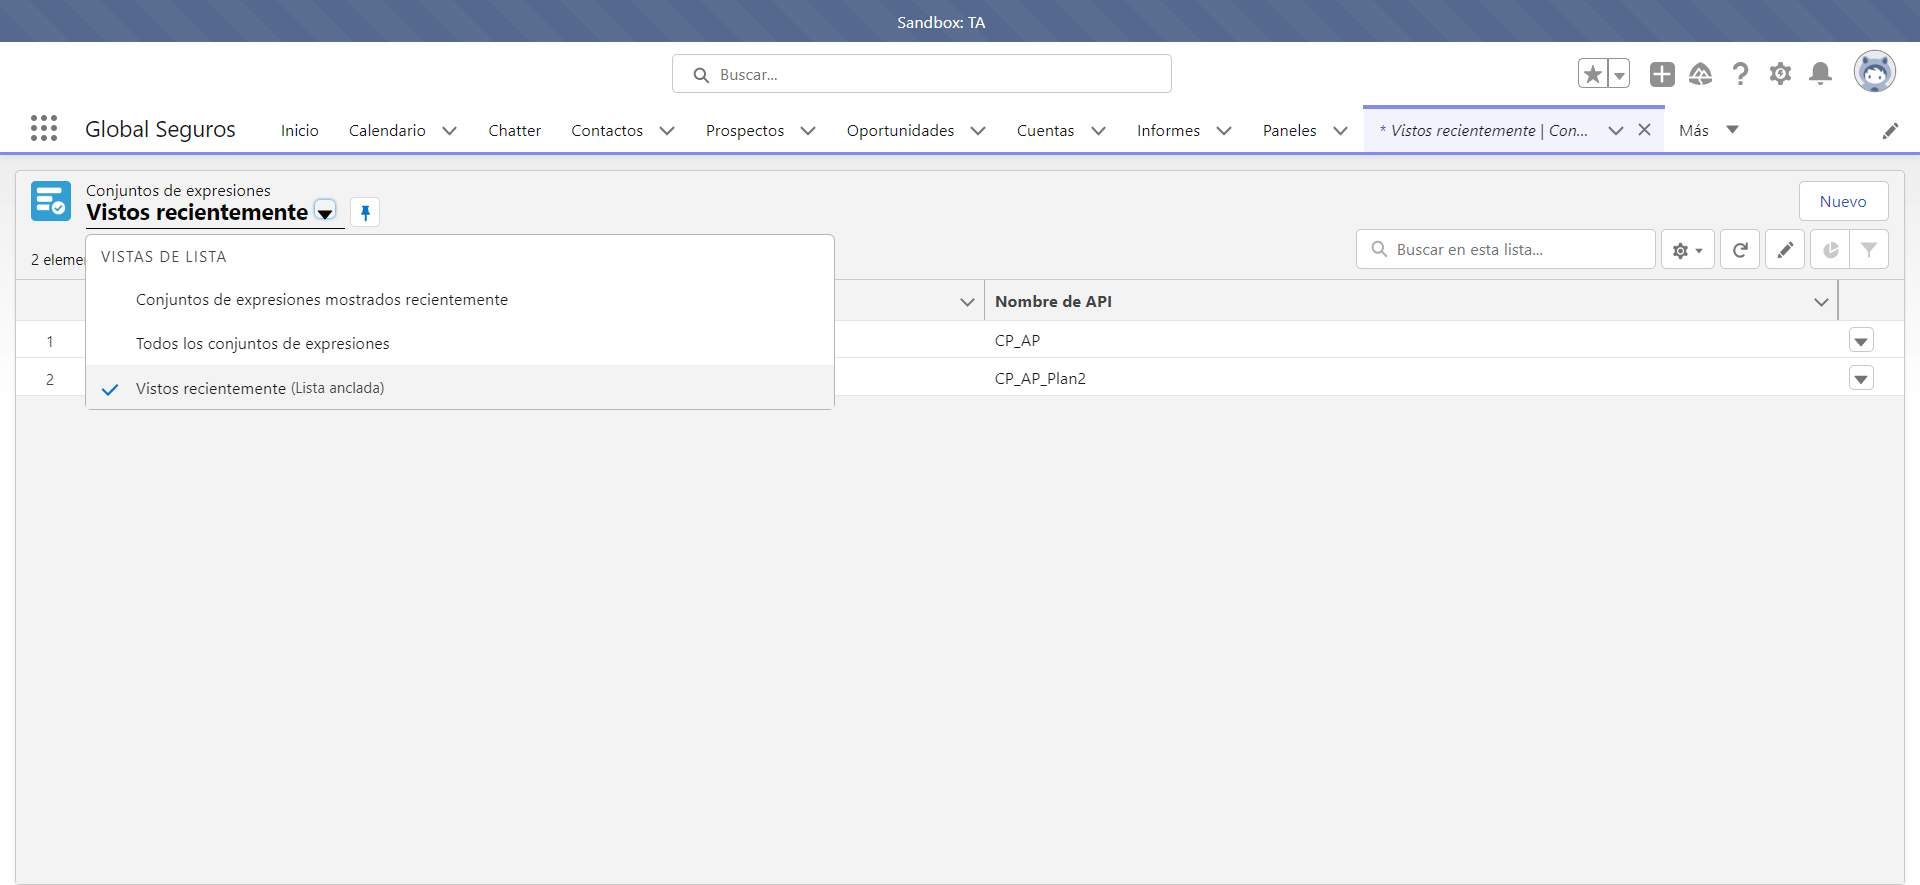 Sandbox: TA
Buscar...
Global Seguros
Inicio
Calendario
Chatter
Contactos
Prospectos
Oportunidades
Cuentas
Informes
Paneles
* Vistos recientemente | Con...
Más
Conjuntos de expresiones
Vistos recientemente
Nuevo
2 eleme
Buscar en esta lista...
VISTAS DE LISTA
Conjuntos de expresiones mostrados recientemente
Todos los conjuntos de expresiones
Vistos recientemente (Lista anclada)
Nombre de API
1
CP_AP
2
CP_AP_Plan2